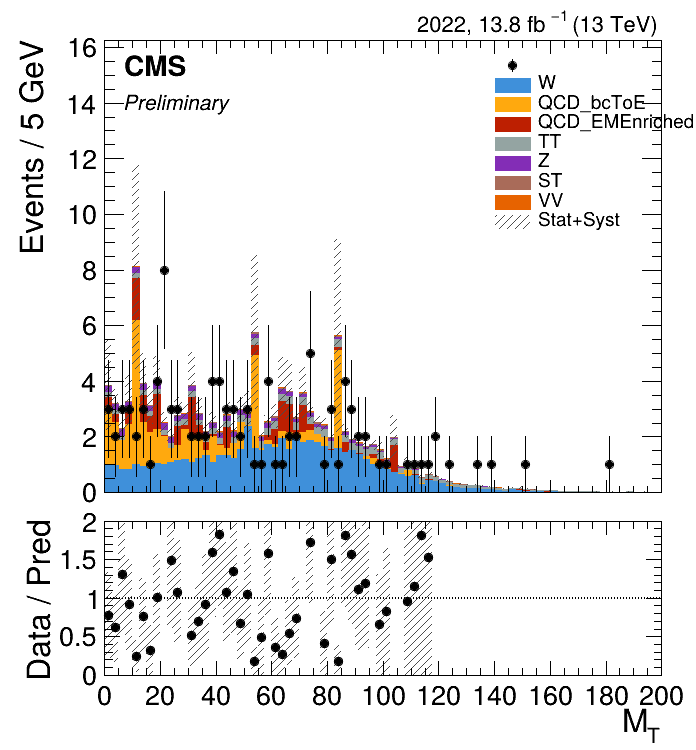 2022, 13.8 fb⁻¹ (13 TeV)
Events / 5 GeV
16
14
12
10
8
6
4
2
0
CMS
Preliminary
W
QCD_bcToE
QCD_EMEnriched
TT
Z
ST
VV
Stat+Syst
Data / Pred
2
1.5
1
0.5
0
0 20 40 60 80 100 120 140 160 180 200
M_T